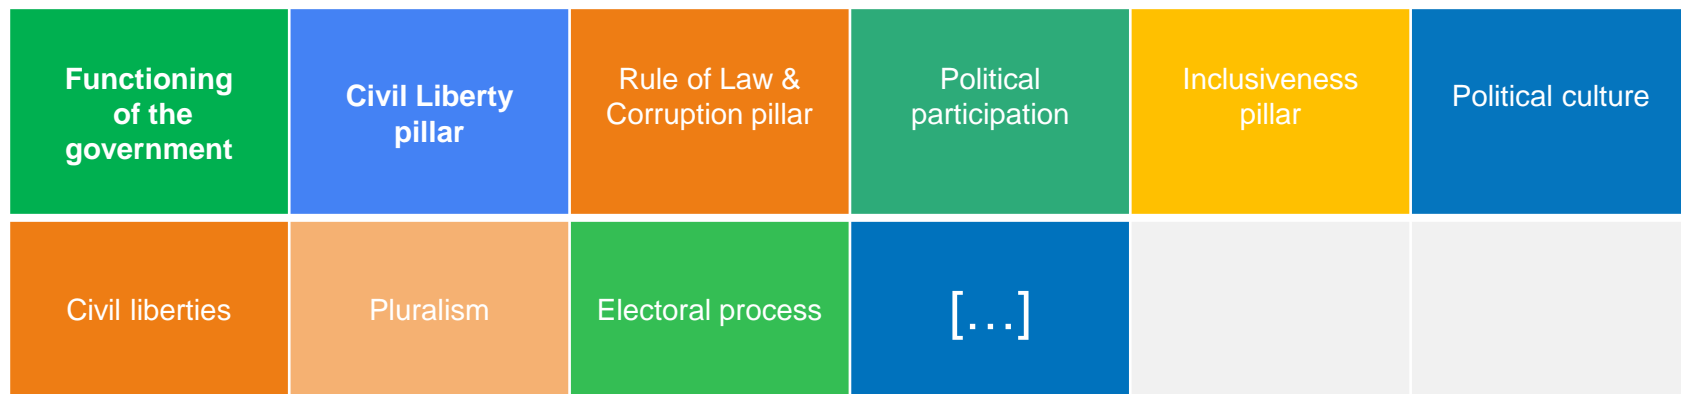 Functioning
of the
government
Civil Liberty
pillar
Rule of Law &
Corruption pillar
Political
participation
Inclusiveness
pillar
Political culture
Civil liberties
Pluralism
Electoral process
[…]